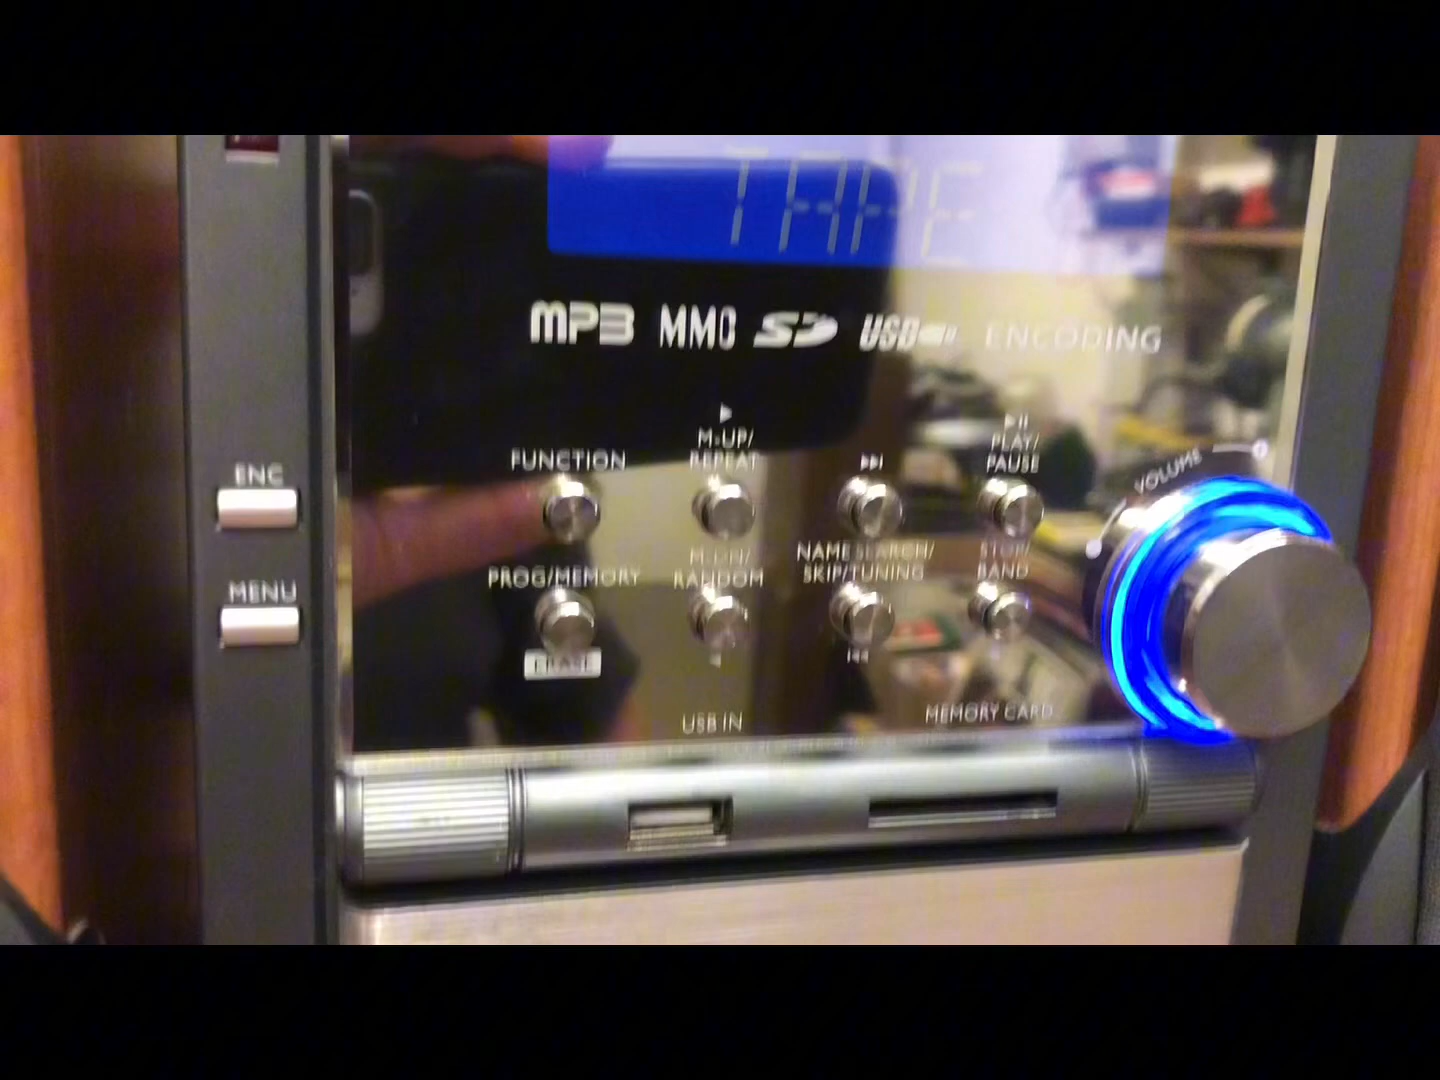 TAPE
MP3 MMC SD USB ENCODING
M-UP/
FUNCTION REPEAT
PLAY/
PAUSE
VOLUME
ENC
M-DN/
PROG/MEMORY RANDOM
NAME SEARCH/
SKIP/TUNING
STOP/
BAND
MENU
ERASE
USB IN
MEMORY CARD